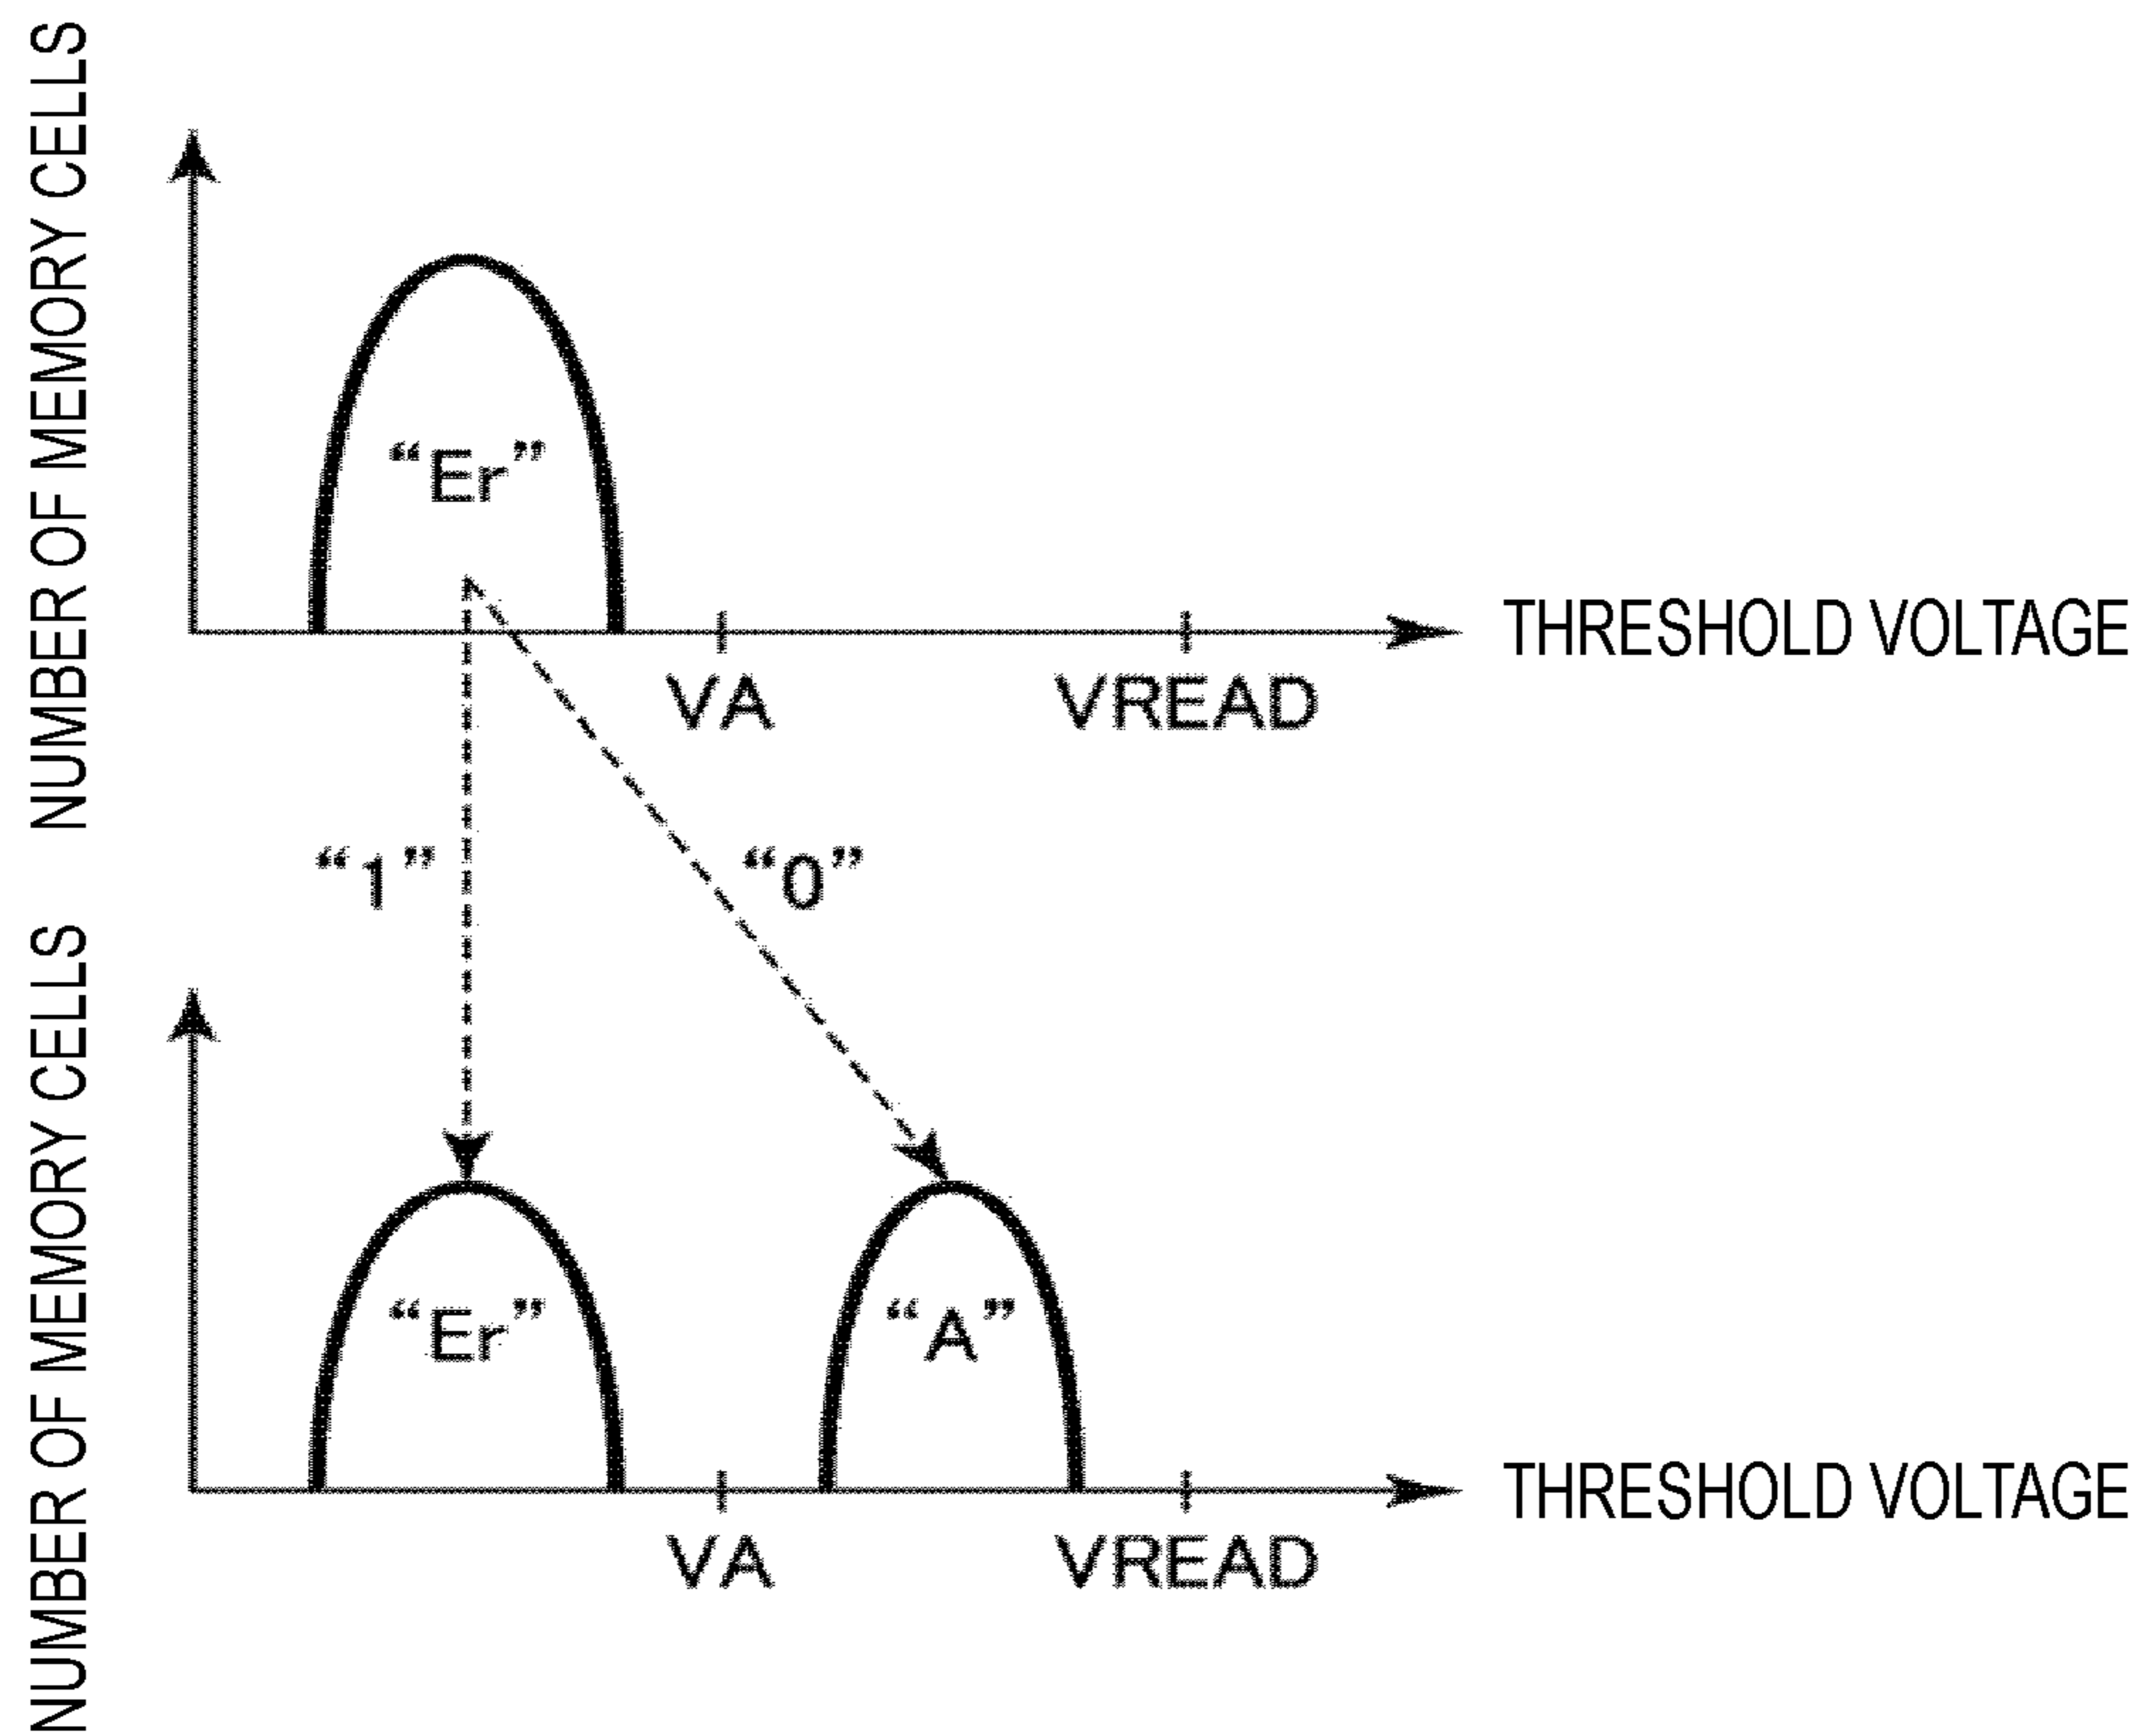 NUMBER OF MEMORY CELLS
“Er”
THRESHOLD VOLTAGE
VA
VREAD
“1”
“0”
NUMBER OF MEMORY CELLS
“Er”
“A”
THRESHOLD VOLTAGE
VA
VREAD